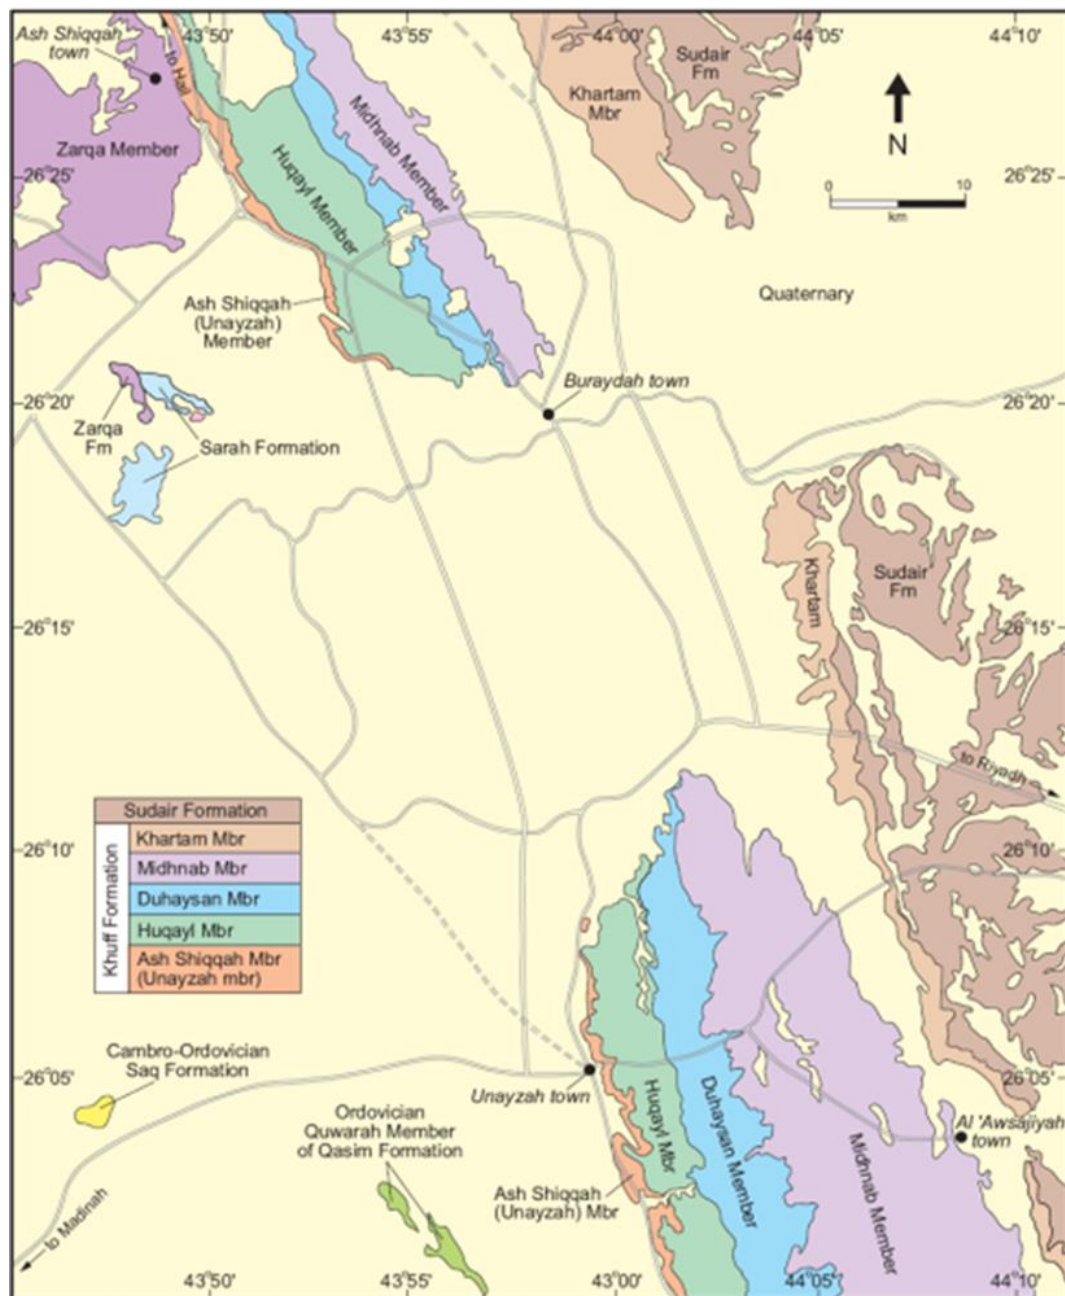 43°50'
43°55'
44°00'
44°05'
44°10'
Ash Shiqqah
town
to Hail
Sudair
Fm
Khartam
Mbr
N
Midhnab Member
Zarqa Member
Huqayl Member
26°25'
26°25'
0
10
km
Quaternary
Ash Shiqqah
(Unayzah)
Member
Buraydah town
26°20'
26°20'
Zarqa
Fm
Sarah Formation
Khartam
Sudair
Fm
26°15'
26°15'
to Riyadh
Sudair Formation
Khuff Formation
Khartam Mbr
Midhnab Mbr
Duhaysan Mbr
Huqayl Mbr
Ash Shiqqah Mbr
(Unayzah mbr)
26°10'
26°10'
Cambro-Ordovician
Saq Formation
26°05'
26°05'
Unayzah town
Ordovician
Quwarah Member
of Qasim Formation
Huqayl Mbr
Duhaysan Member
Midhnab Member
Al 'Awsajiyah
town
Ash Shiqqah
(Unayzah) Mbr
to Madinah
43°50'
43°55'
44°00'
44°05'
44°10'